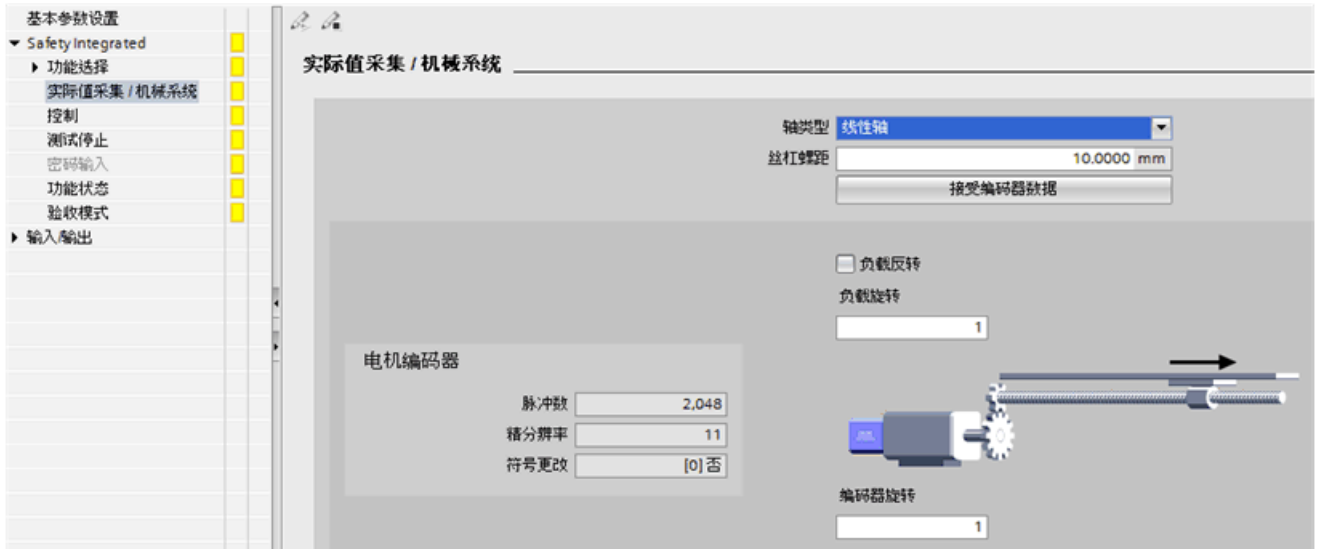 基本参数设置
Safety Integrated
功能选择
实际值采集 / 机械系统
控制
测试停止
密码输入
功能状态
验收模式
输入/输出
实际值采集 / 机械系统
轴类型 线性轴
丝杠螺距 10.0000 mm
接受编码器数据
负载反转
负载旋转
1
电机编码器
脉冲数 2,048
精分辨率 11
符号更改 [0] 否
编码器旋转
1